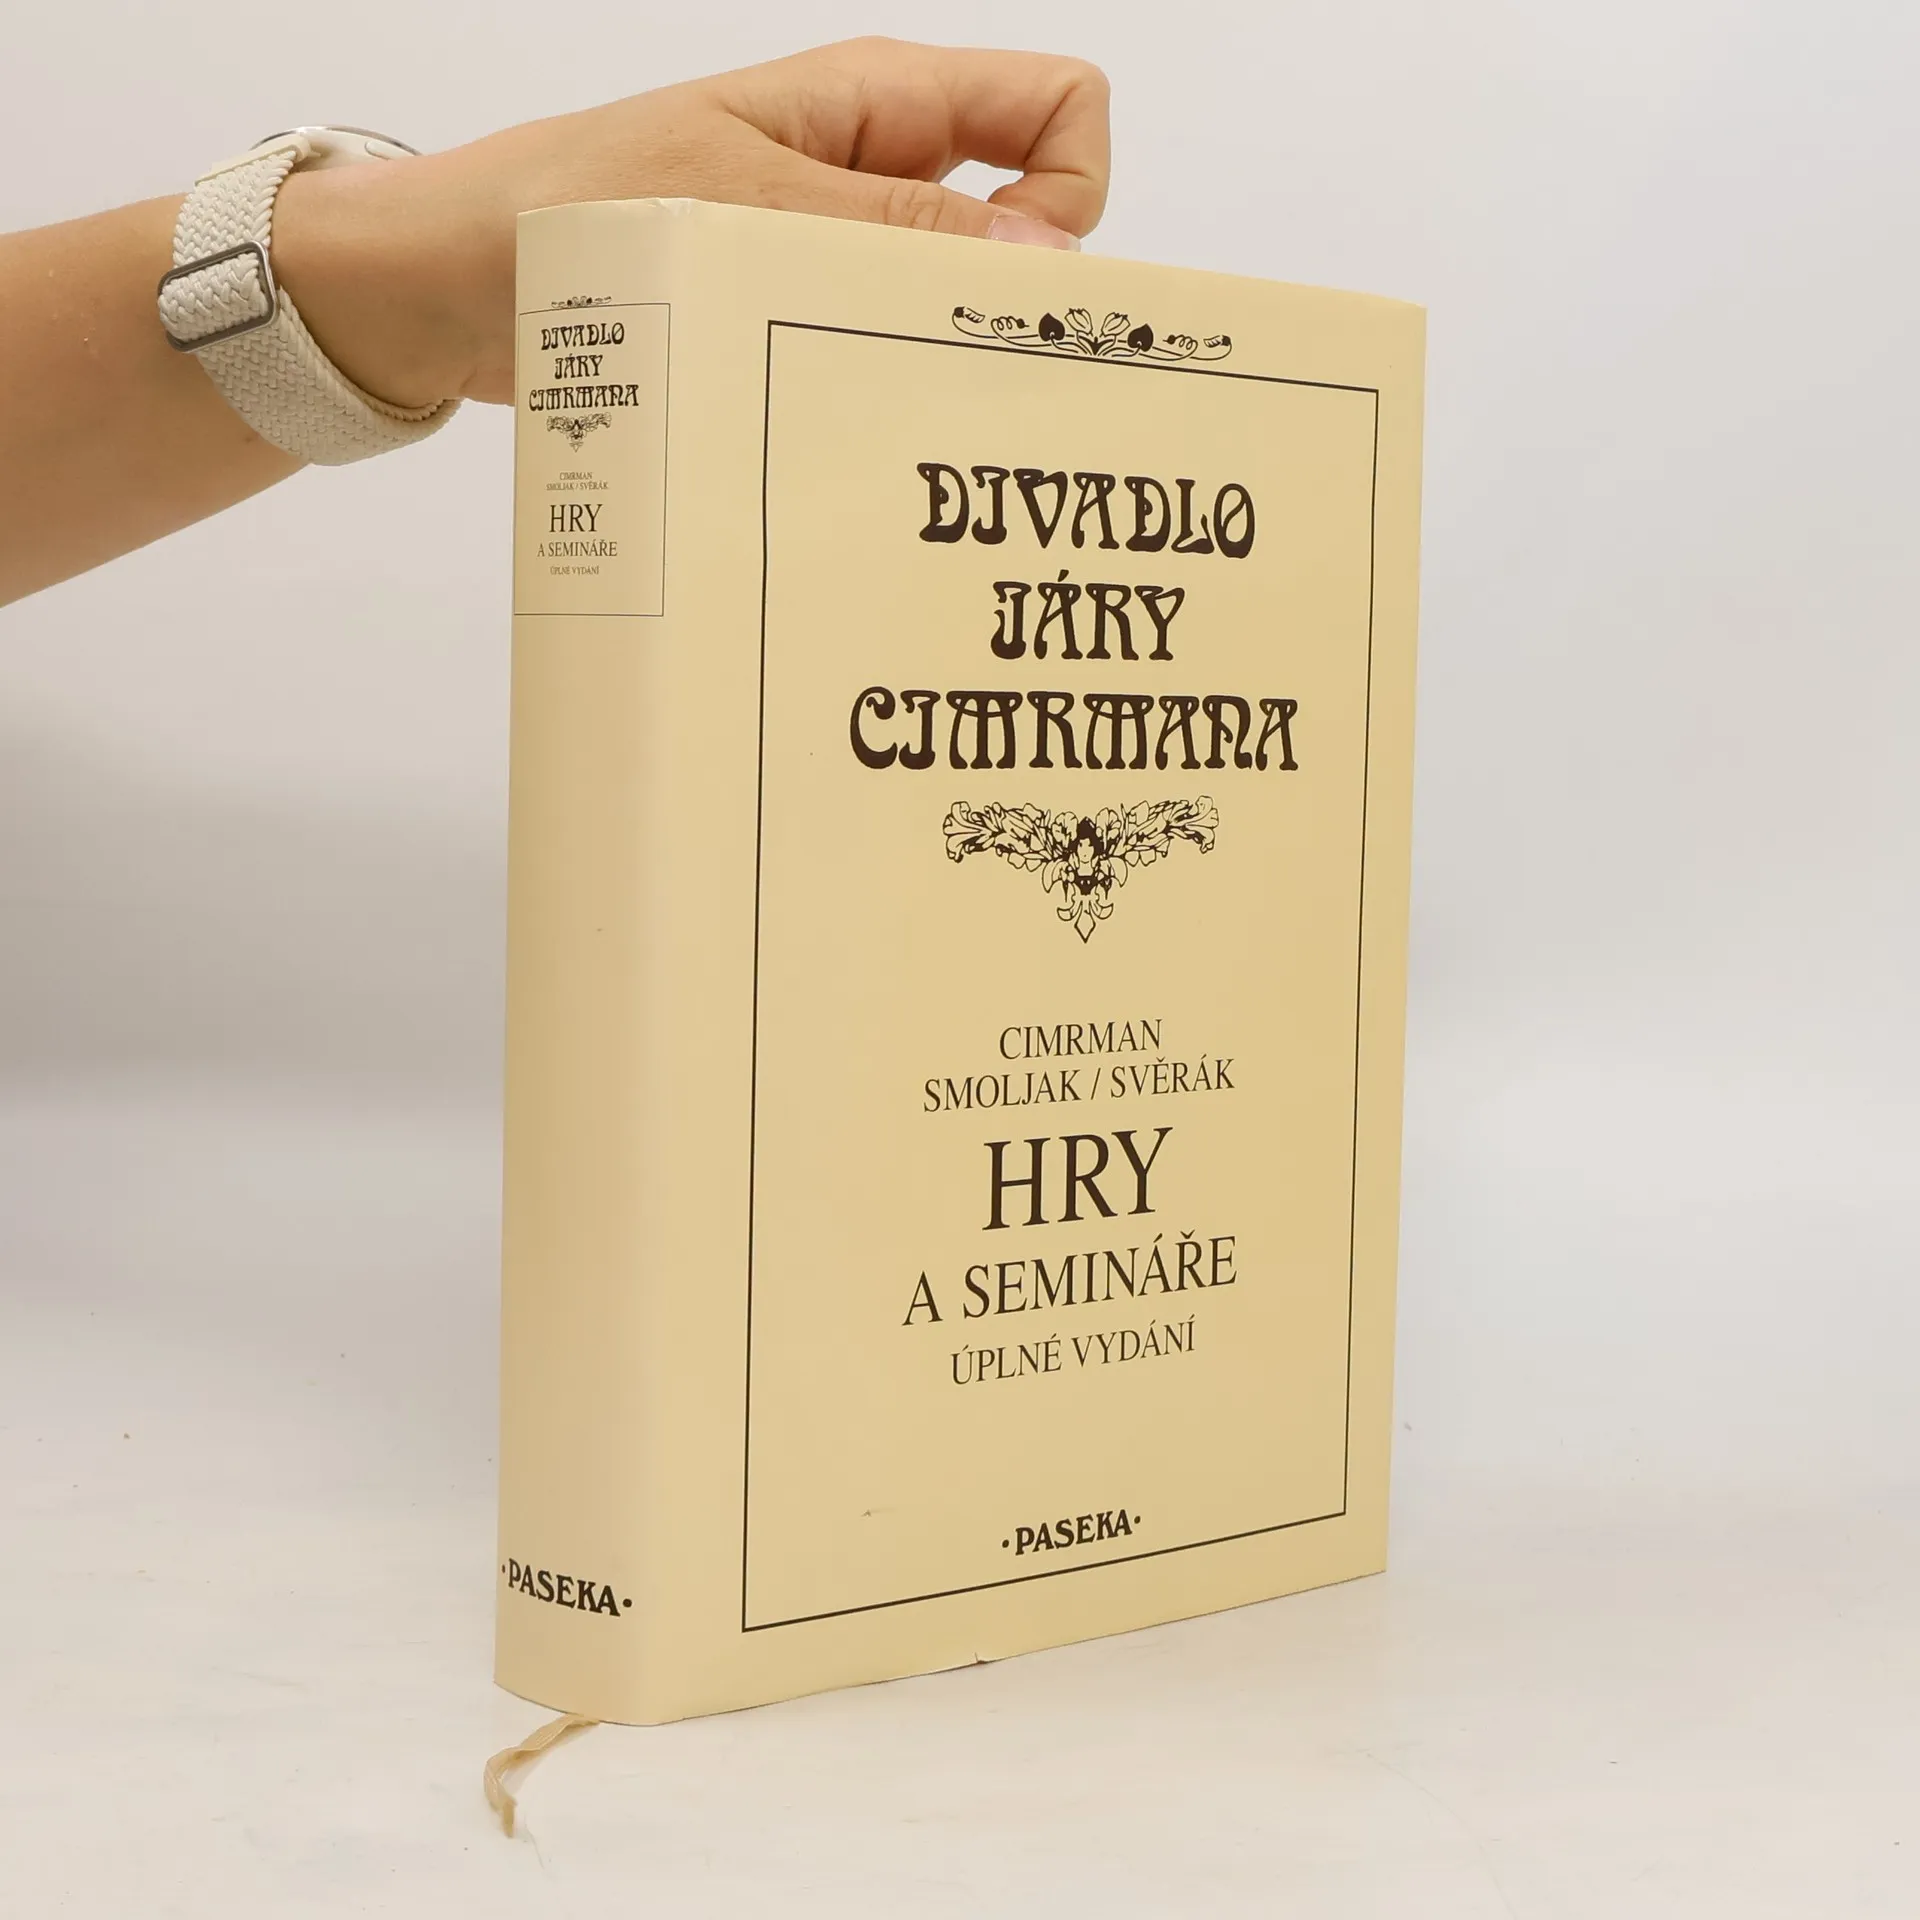 DIVADLO
JÁRY
CIMRMANA
CIMRMAN
SMOLJAK / SVĚRÁK
HRY
A SEMINÁŘE
ÚPLNÉ VYDÁNÍ
·PASEKA·
DIVADLO
JÁRY
CIMRMANA
CIMRMAN
SMOLJAK / SVĚRÁK
HRY
A SEMINÁŘE
ÚPLNÉ VYDÁNÍ
·PASEKA·